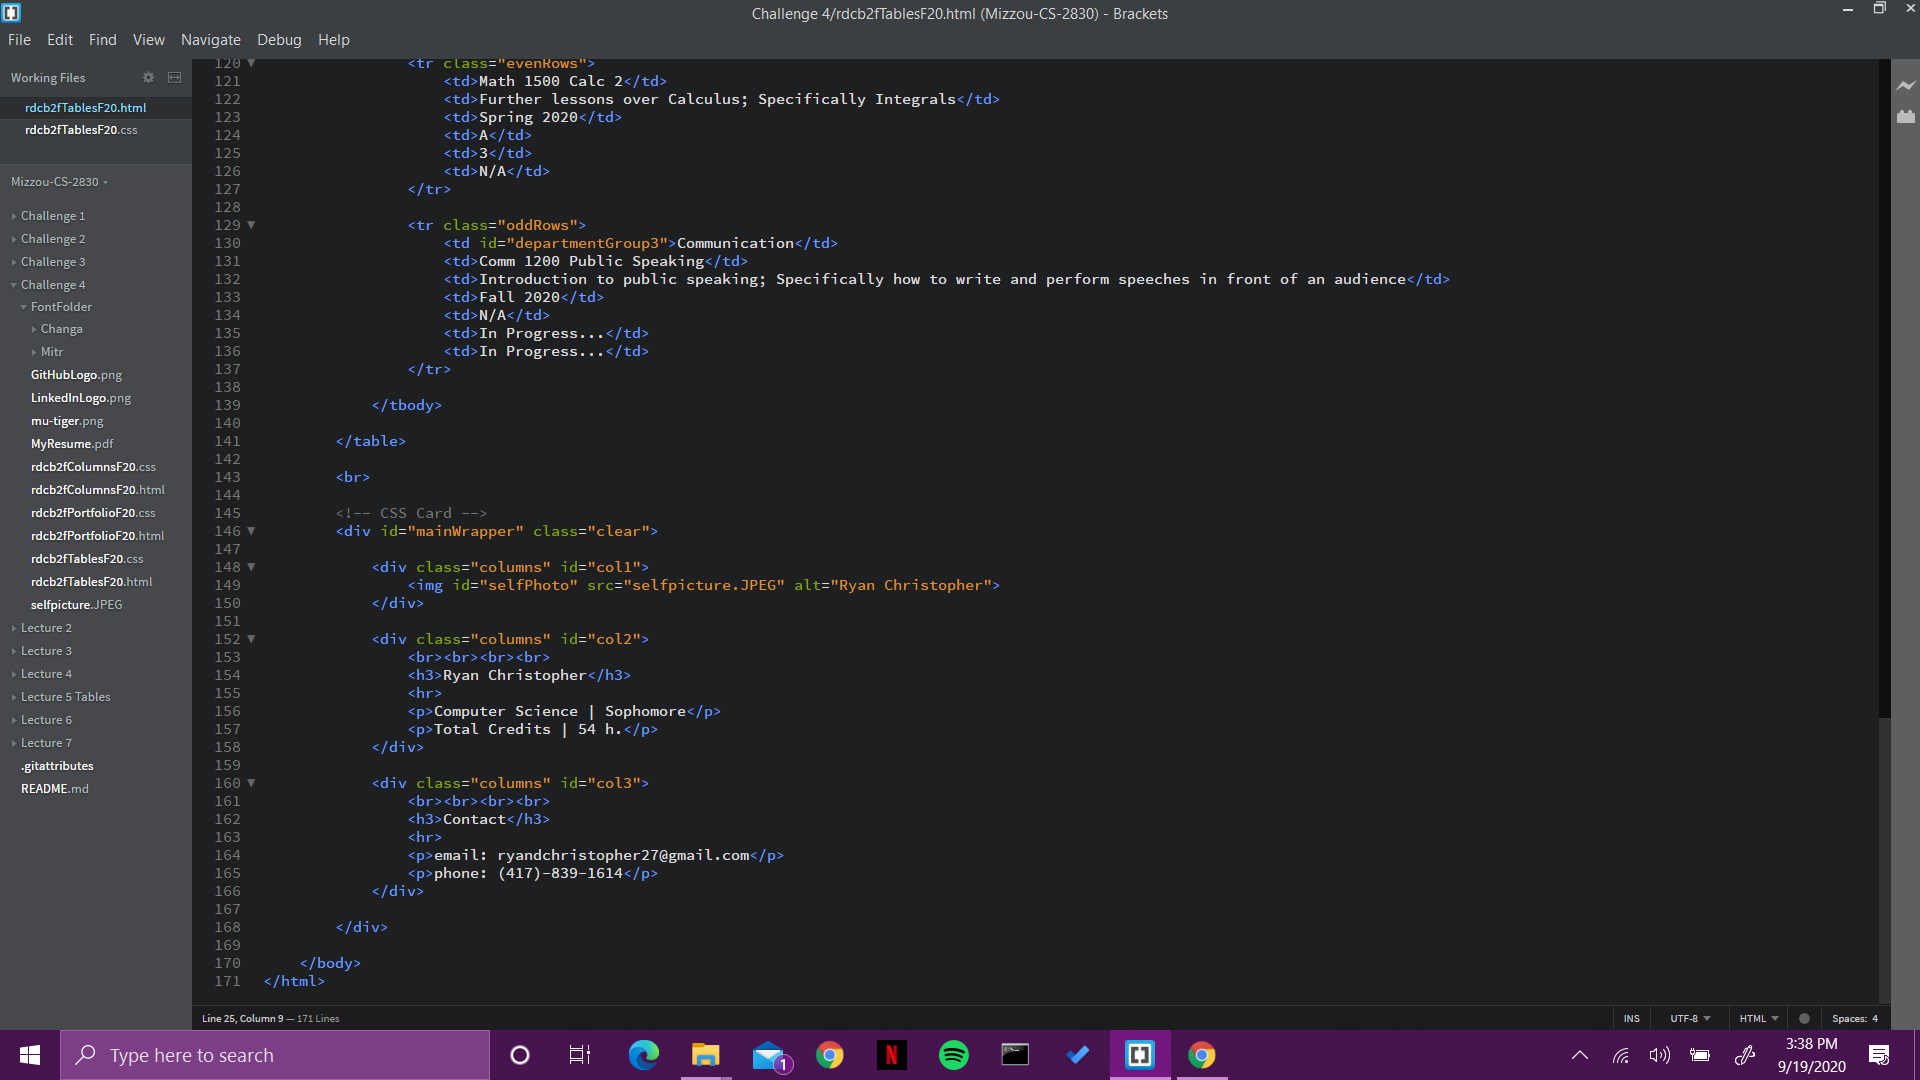 Challenge 4/rdcb2fTablesF20.html (Mizzou-CS-2830) - Brackets
File Edit Find View Navigate Debug Help
Working Files
rdcb2fTablesF20.html
rdcb2fTablesF20.css
Mizzou-CS-2830
Challenge 1
Challenge 2
Challenge 3
Challenge 4
FontFolder
Changa
Mitr
GitHubLogo.png
LinkedInLogo.png
mu-tiger.png
MyResume.pdf
rdcb2fColumnsF20.css
rdcb2fColumnsF20.html
rdcb2fPortfolioF20.css
rdcb2fPortfolioF20.html
rdcb2fTablesF20.css
rdcb2fTablesF20.html
selfpicture.JPEG
Lecture 2
Lecture 3
Lecture 4
Lecture 5 Tables
Lecture 6
Lecture 7
.gitattributes
README.md
120 <tr class="evenRows">
121 <td>Math 1500 Calc 2</td>
122 <td>Further lessons over Calculus; Specifically Integrals</td>
123 <td>Spring 2020</td>
124 <td>A</td>
125 <td>3</td>
126 <td>N/A</td>
127 </tr>
128
129 <tr class="oddRows">
130 <td id="departmentGroup3">Communication</td>
131 <td>Comm 1200 Public Speaking</td>
132 <td>Introduction to public speaking; Specifically how to write and perform speeches in front of an audience</td>
133 <td>Fall 2020</td>
134 <td>N/A</td>
135 <td>In Progress...</td>
136 <td>In Progress...</td>
137 </tr>
138
139 </tbody>
140
141 </table>
142
143 <br>
144
145 <!-- CSS Card -->
146 <div id="mainWrapper" class="clear">
147
148 <div class="columns" id="col1">
149 <img id="selfPhoto" src="selfpicture.JPEG" alt="Ryan Christopher">
150 </div>
151
152 <div class="columns" id="col2">
153 <br><br><br><br>
154 <h3>Ryan Christopher</h3>
155 <hr>
156 <p>Computer Science | Sophomore</p>
157 <p>Total Credits | 54 h.</p>
158 </div>
159
160 <div class="columns" id="col3">
161 <br><br><br><br>
162 <h3>Contact</h3>
163 <hr>
164 <p>email: ryandchristopher27@gmail.com</p>
165 <p>phone: (417)-839-1614</p>
166 </div>
167
168 </div>
169
170 </body>
171 </html>
Line 25, Column 9 — 171 Lines
INS UTF-8 HTML Spaces: 4
Type here to search
1
3:38 PM
9/19/2020